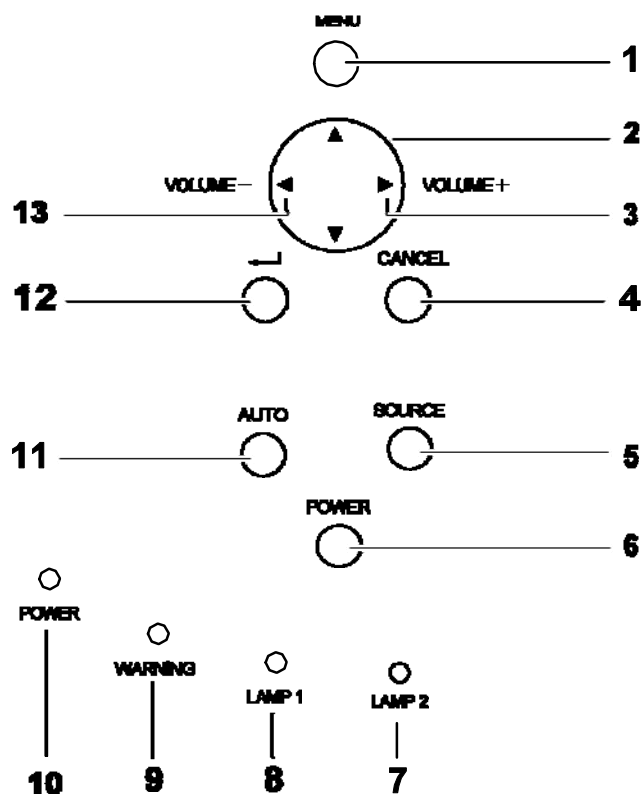 MENU
1
2
VOLUME−
VOLUME+
13
3
CANCEL
12
4
AUTO
SOURCE
11
5
POWER
6
POWER
WARNING
LAMP 1
LAMP 2
10
9
8
7